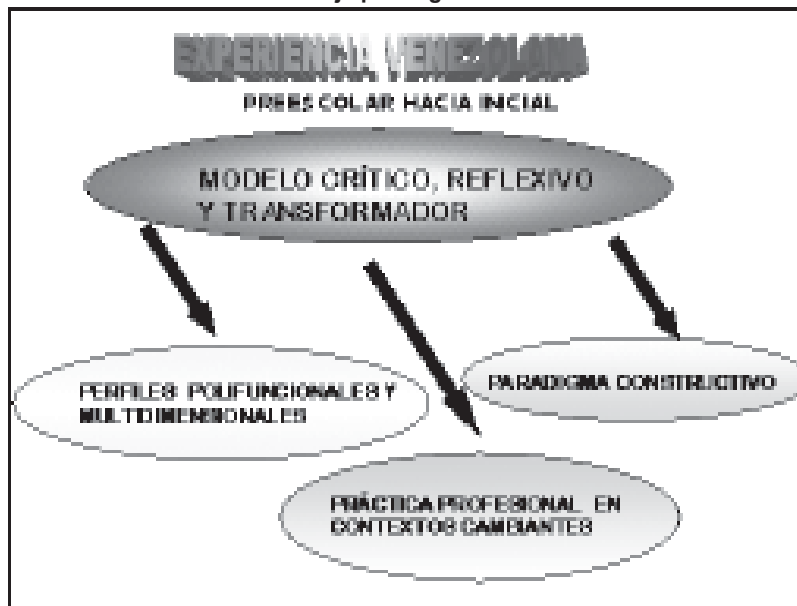 EXPERIENCIA VENEZOLANA
PREESCOLAR HACIA INICIAL
MODELO CRÍTICO, REFLEXIVO
Y TRANSFORMADOR
PERFILES POLIFUNCIONALES Y
MULTIDIMENSIONALES
PARADIGMA CONSTRUCTIVO
PRÁCTICA PROFESIONAL EN
CONTEXTOS CAMBIANTES